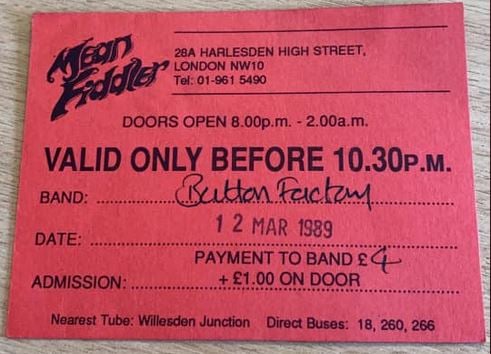 Mean Fiddler
28A HARLESDEN HIGH STREET,
LONDON NW10
Tel: 01-961 5490
DOORS OPEN 8.00p.m. - 2.00a.m.
VALID ONLY BEFORE 10.30P.M.
BAND: Button Factory
DATE: 12 MAR 1989
PAYMENT TO BAND £4
ADMISSION: + £1.00 ON DOOR
Nearest Tube: Willesden Junction Direct Buses: 18, 260, 266